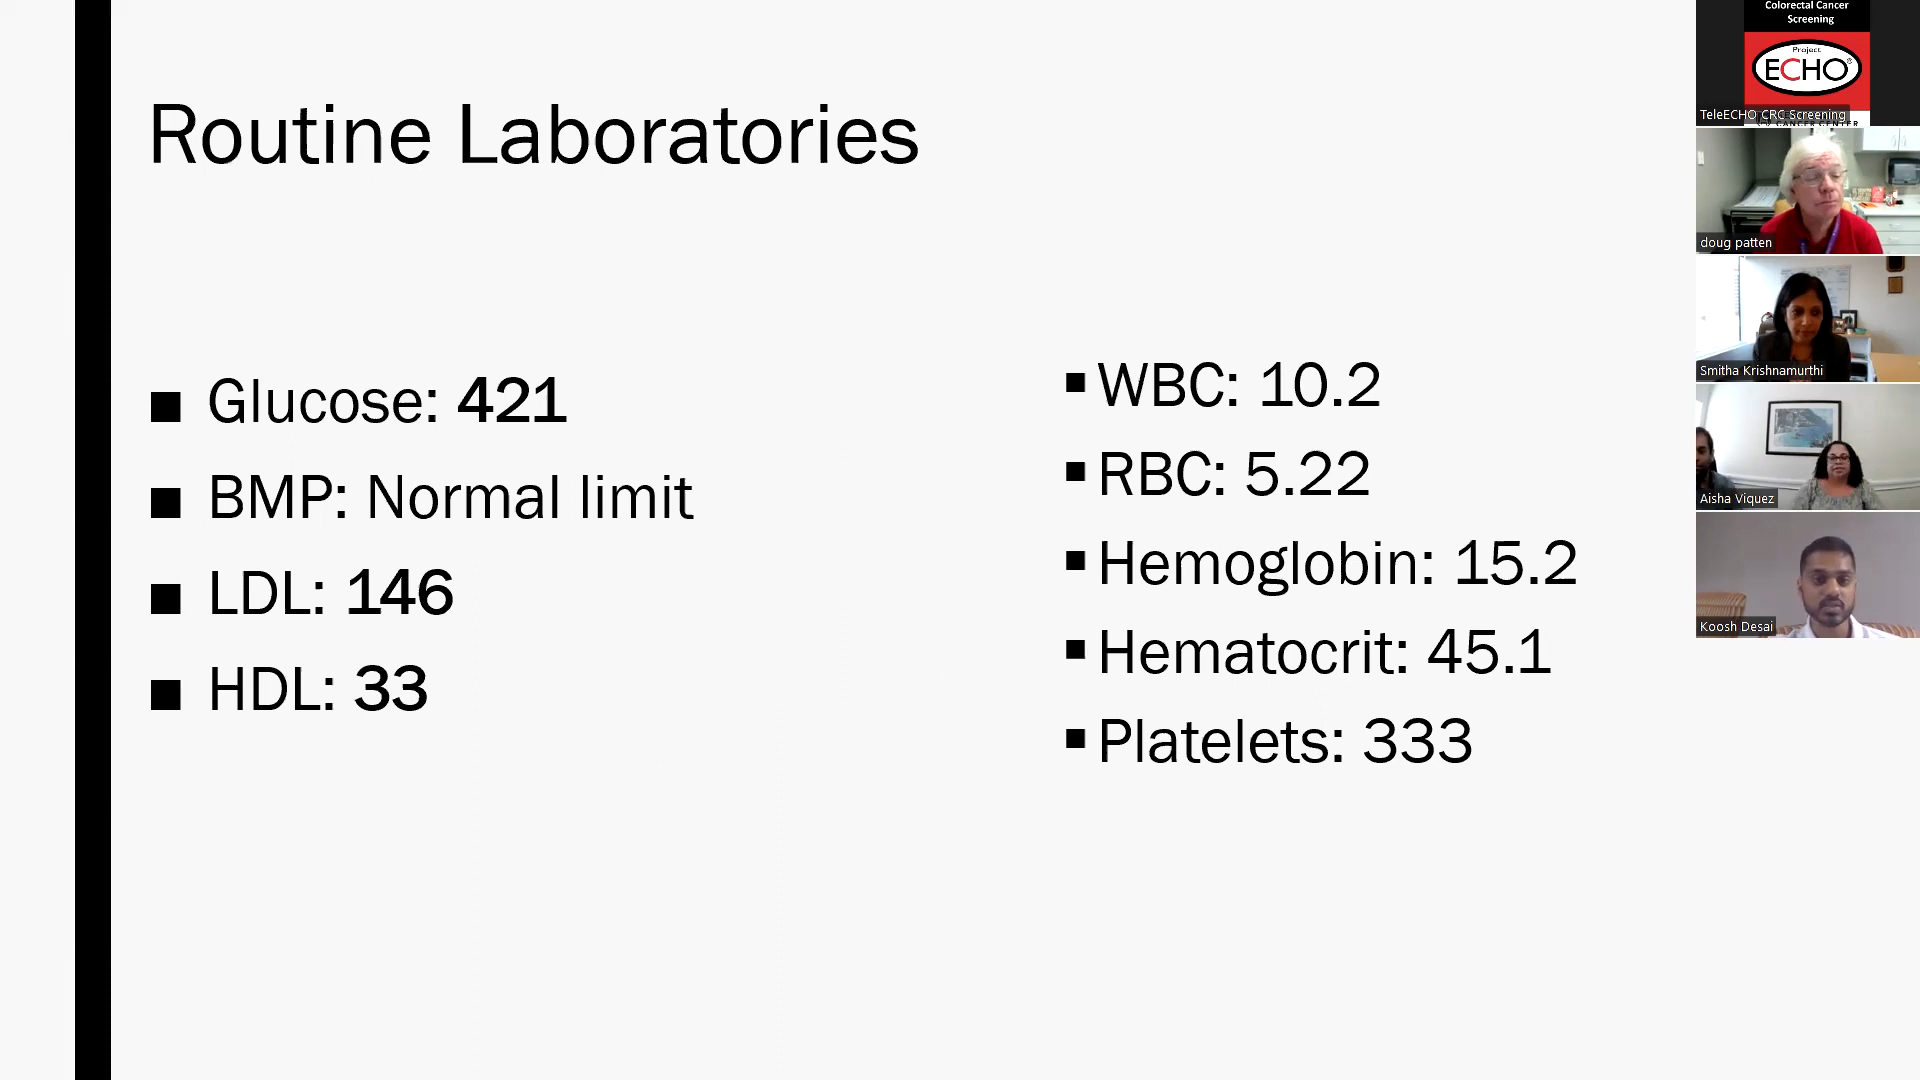 Routine Laboratories
■ Glucose: 421
■ BMP: Normal limit
■ LDL: 146
■ HDL: 33
▪ WBC: 10.2
▪ RBC: 5.22
▪ Hemoglobin: 15.2
▪ Hematocrit: 45.1
▪ Platelets: 333
Colorectal Cancer
Screening
Project
ECHO®
TeleECHO CRC Screening
CANCER CENTER
doug patten
Smitha Krishnamurthi
Aisha Viquez
Koosh Desai